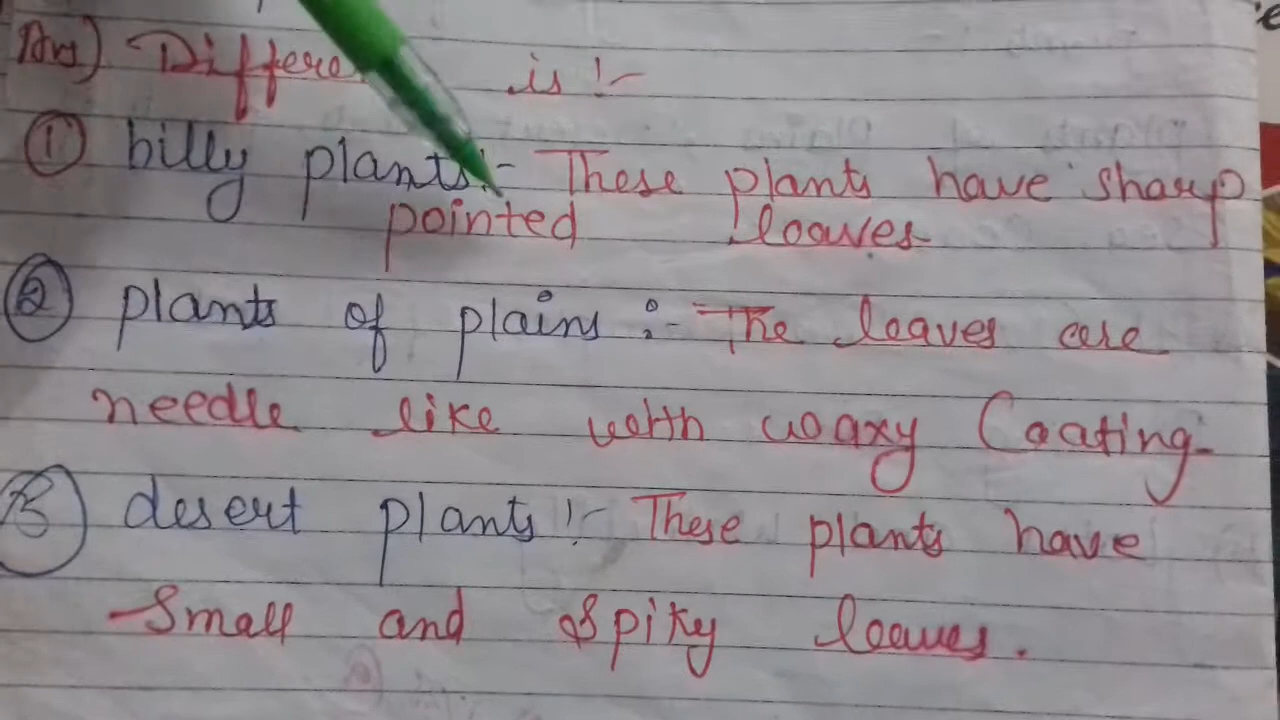 Ans) Differe is :-
① billy plants :- These plants have sharp
pointed leaves
② plants of plains :- The leaves are
needle like with waxy Coating-
③ desert plants :- These plants have
small and spiky leaves.